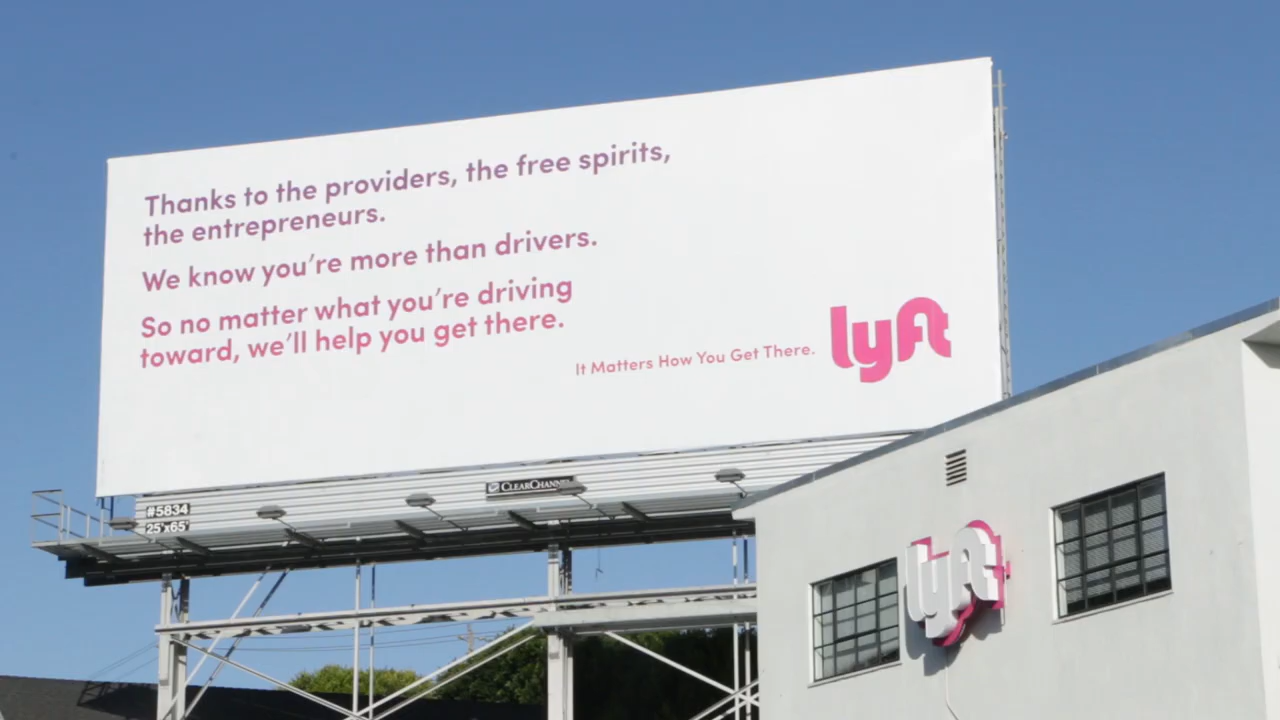 Thanks to the providers, the free spirits,
the entrepreneurs.
We know you're more than drivers.
So no matter what you're driving
toward, we'll help you get there.
It Matters How You Get There.
lyft
CLEARCHANNEL
#5834
25'x65'
lyft